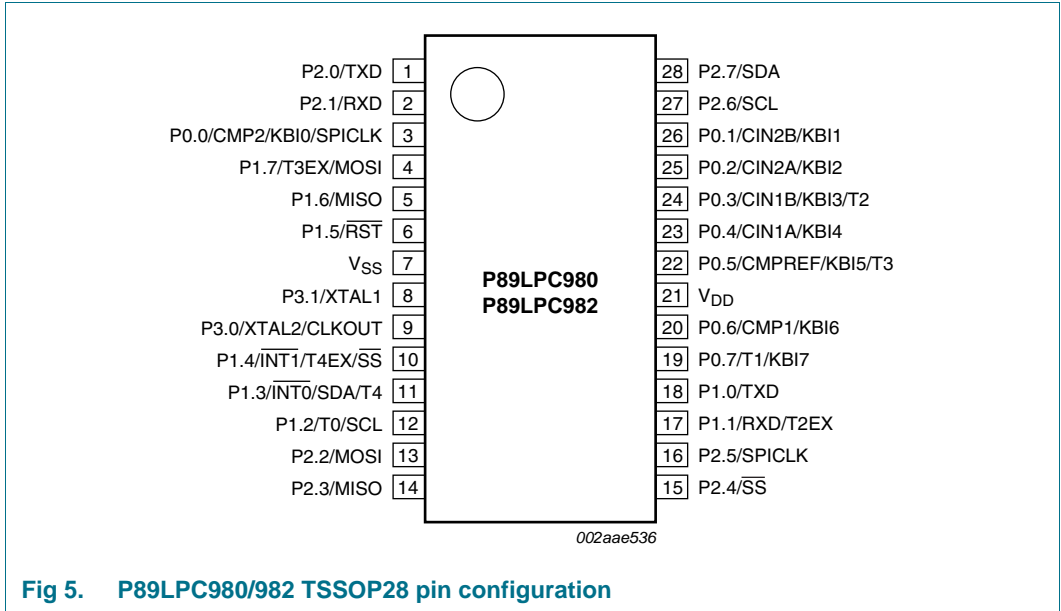 P2.0/TXD 1
P2.1/RXD 2
P0.0/CMP2/KBI0/SPICLK 3
P1.7/T3EX/MOSI 4
P1.6/MISO 5
P1.5/R̅S̅T̅ 6
VSS 7
P3.1/XTAL1 8
P3.0/XTAL2/CLKOUT 9
P1.4/I̅N̅T̅1̅/T4EX/S̅S̅ 10
P1.3/I̅N̅T̅0̅/SDA/T4 11
P1.2/T0/SCL 12
P2.2/MOSI 13
P2.3/MISO 14
P89LPC980
P89LPC982
28 P2.7/SDA
27 P2.6/SCL
26 P0.1/CIN2B/KBI1
25 P0.2/CIN2A/KBI2
24 P0.3/CIN1B/KBI3/T2
23 P0.4/CIN1A/KBI4
22 P0.5/CMPREF/KBI5/T3
21 VDD
20 P0.6/CMP1/KBI6
19 P0.7/T1/KBI7
18 P1.0/TXD
17 P1.1/RXD/T2EX
16 P2.5/SPICLK
15 P2.4/S̅S̅
002aae536
Fig 5. P89LPC980/982 TSSOP28 pin configuration